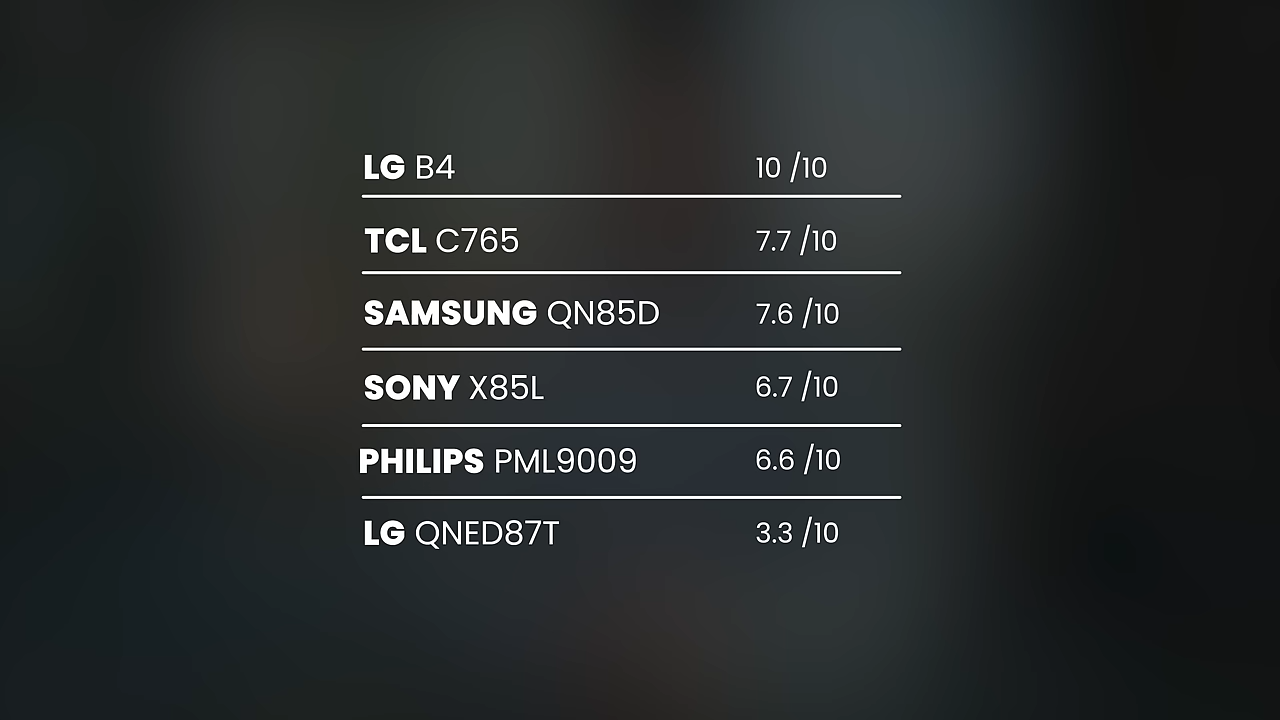 LG B4 10 /10
TCL C765 7.7 /10
SAMSUNG QN85D 7.6 /10
SONY X85L 6.7 /10
PHILIPS PML9009 6.6 /10
LG QNED87T 3.3 /10